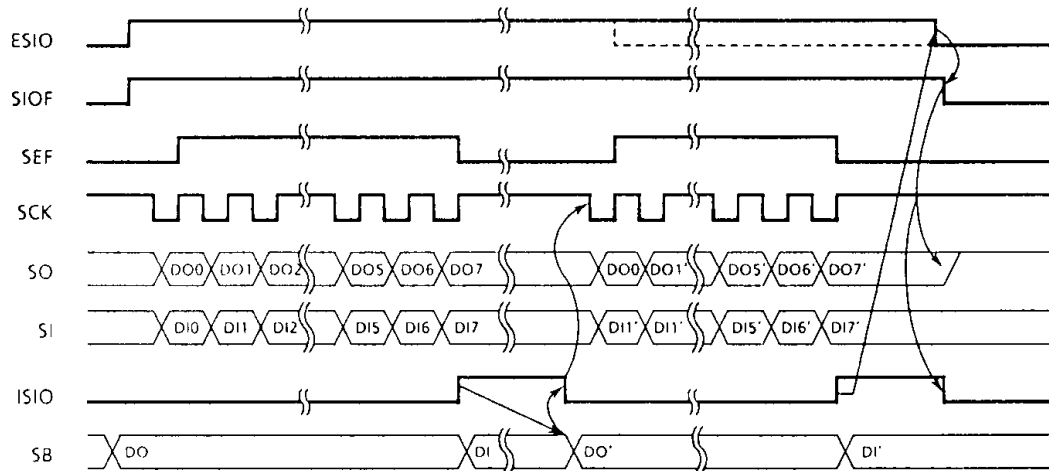 ESIO
SIOF
SEF
SCK
SO DO0 DO1 DO2 DO5 DO6 DO7 DO0 DO1' DO5' DO6' DO7'
SI DI0 DI1 DI2 DI5 DI6 DI7 DI1' DI1' DI5' DI6' DI7'
ISIO
SB DO DI DO' DI'